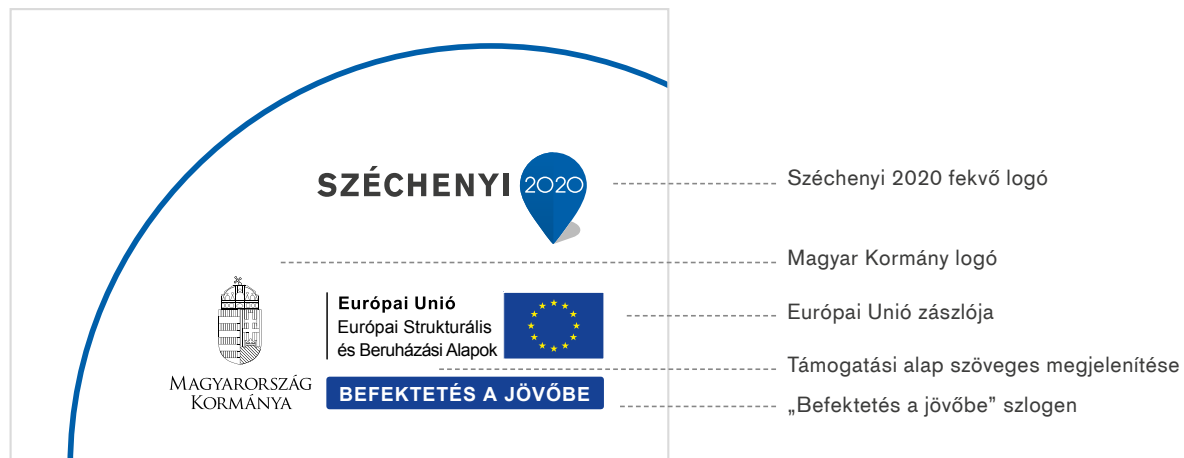 SZÉCHENYI 2020
Széchenyi 2020 fekvő logó
Magyar Kormány logó
MAGYARORSZÁG
KORMÁNYA
Európai Unió
Európai Strukturális
és Beruházási Alapok
BEFEKTETÉS A JÖVŐBE
Európai Unió zászlója
Támogatási alap szöveges megjelenítése
„Befektetés a jövőbe” szlogen